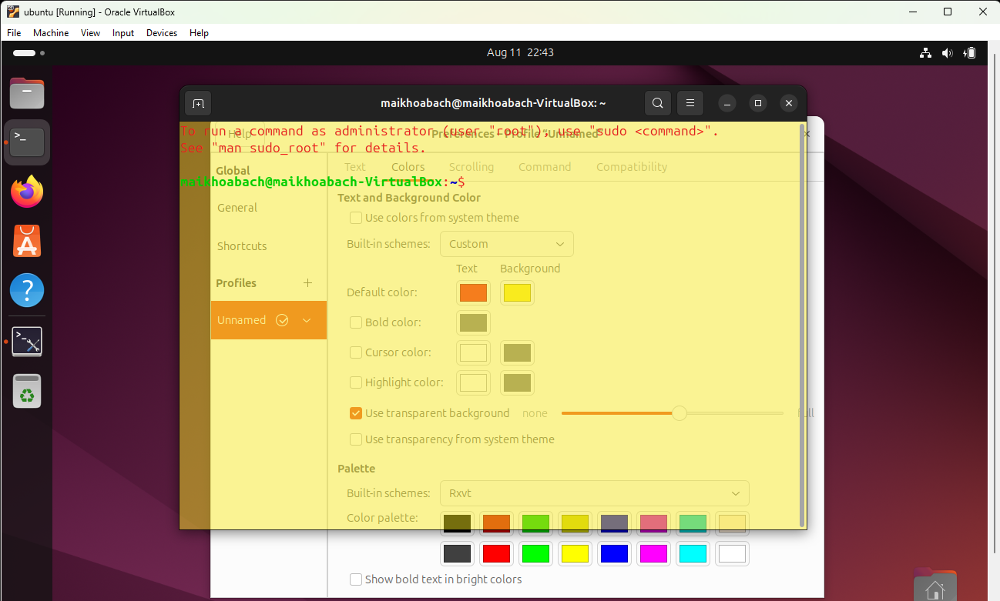 ubuntu [Running] - Oracle VirtualBox
File Machine View Input Devices Help
Aug 11 22:43
maikhoabach@maikhoabach-VirtualBox: ~
To run a command as administrator (user "root"), use "sudo <command>".
See "man sudo_root" for details.
maikhoabach@maikhoabach-VirtualBox:~$
Help
Preferences – Profile “Unnamed”
Global
General
Shortcuts
Profiles
Unnamed
Text Colors Scrolling Command Compatibility
Text and Background Color
Use colors from system theme
Built-in schemes: Custom
Text Background
Default color:
Bold color:
Cursor color:
Highlight color:
Use transparent background none full
Use transparency from system theme
Palette
Built-in schemes: Rxvt
Color palette:
Show bold text in bright colors